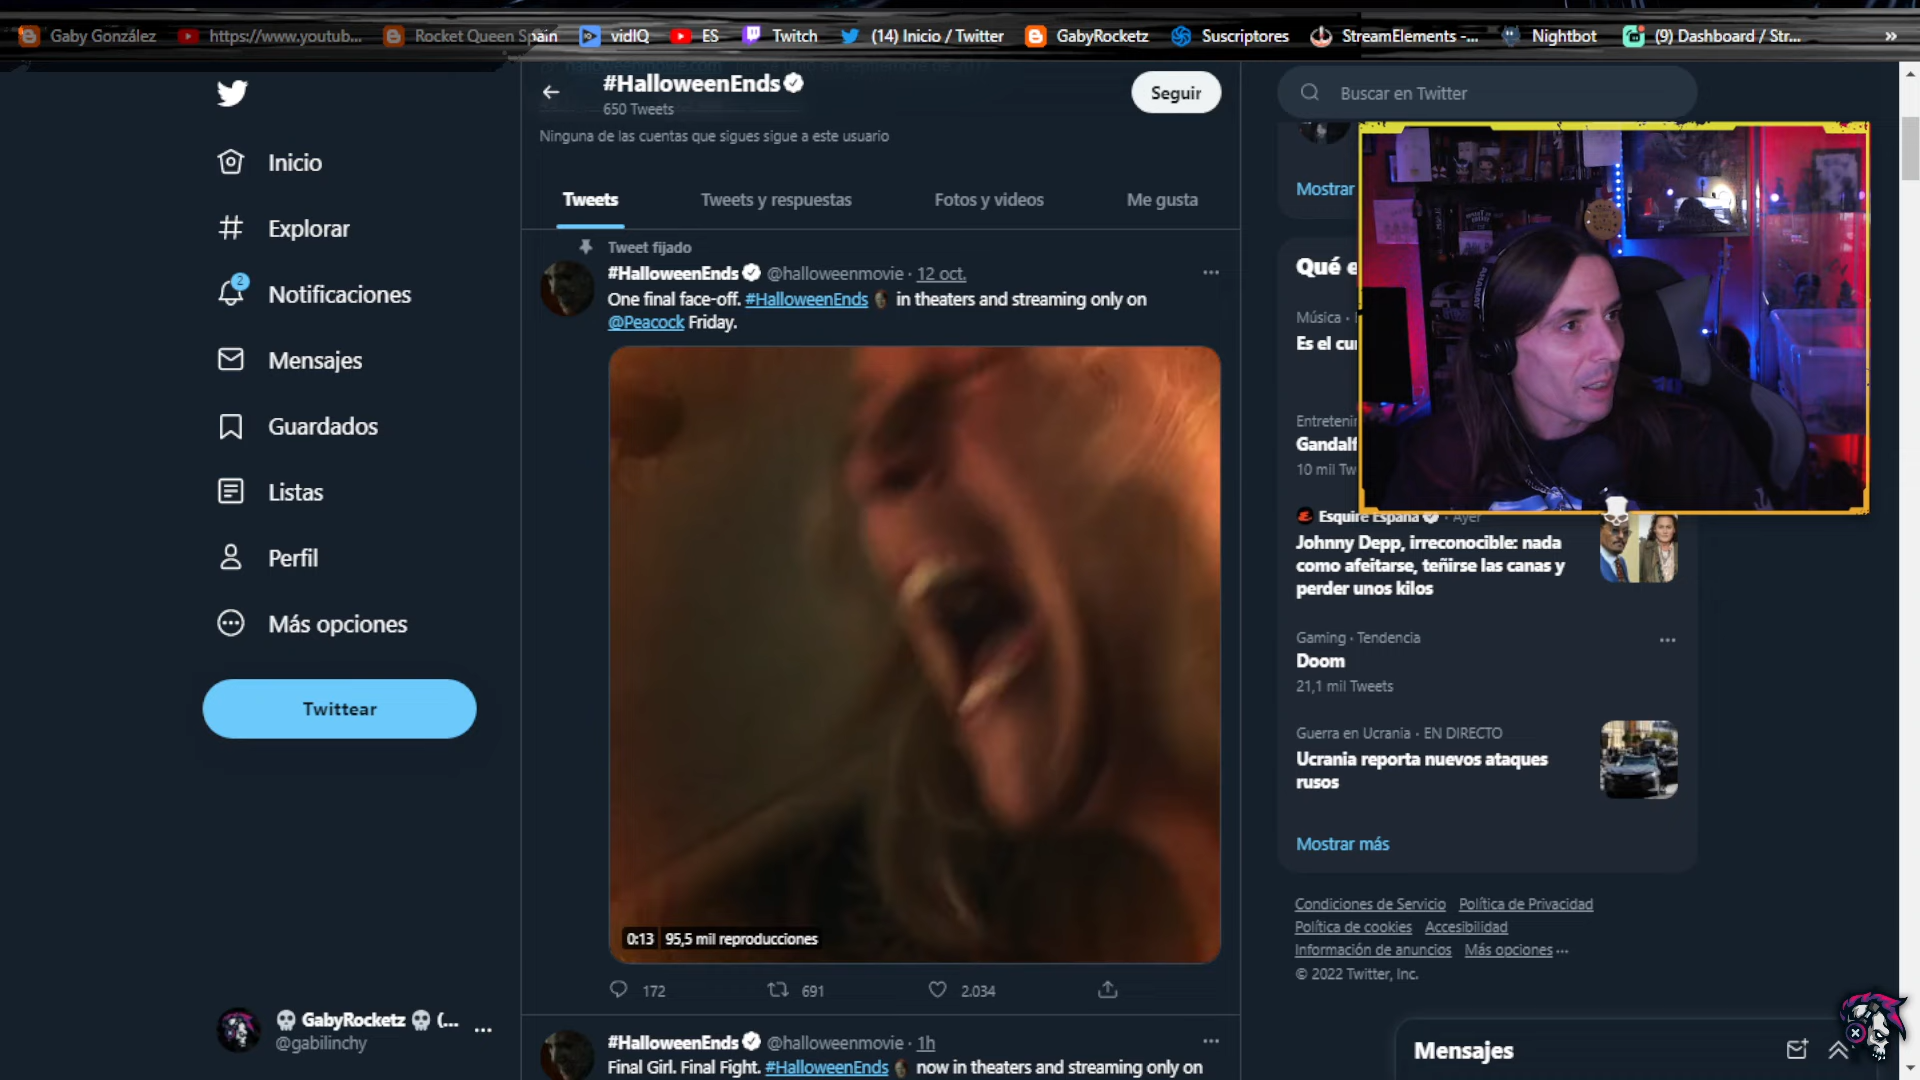 Gaby González
https://www.youtub...
Rocket Queen Spain
vidIQ
ES
Twitch
(14) Inicio / Twitter
GabyRocketz
Suscriptores
StreamElements -...
Nightbot
(9) Dashboard / Str...
»
#HalloweenEnds
650 Tweets
Seguir
Ninguna de las cuentas que sigues sigue a este usuario
Tweets
Tweets y respuestas
Fotos y videos
Me gusta
Inicio
Explorar
2
Notificaciones
Mensajes
Guardados
Listas
Perfil
Más opciones
Twittear
GabyRocketz (...
@gabilinchy
Tweet fijado
#HalloweenEnds @halloweenmovie · 12 oct.
One final face-off. #HalloweenEnds in theaters and streaming only on
@Peacock Friday.
0:13 95,5 mil reproducciones
172
691
2.034
#HalloweenEnds @halloweenmovie · 1h
Final Girl. Final Fight. #HalloweenEnds now in theaters and streaming only on
Buscar en Twitter
Mostrar
Qué e
Música ·
Es el cu
Entretenim
Gandalf
10 mil Tw
Esquire España · Ayer
Johnny Depp, irreconocible: nada
como afeitarse, teñirse las canas y
perder unos kilos
Gaming · Tendencia
Doom
21,1 mil Tweets
Guerra en Ucrania · EN DIRECTO
Ucrania reporta nuevos ataques
rusos
Mostrar más
Condiciones de Servicio Política de Privacidad
Política de cookies Accesibilidad
Información de anuncios Más opciones ···
© 2022 Twitter, Inc.
Mensajes